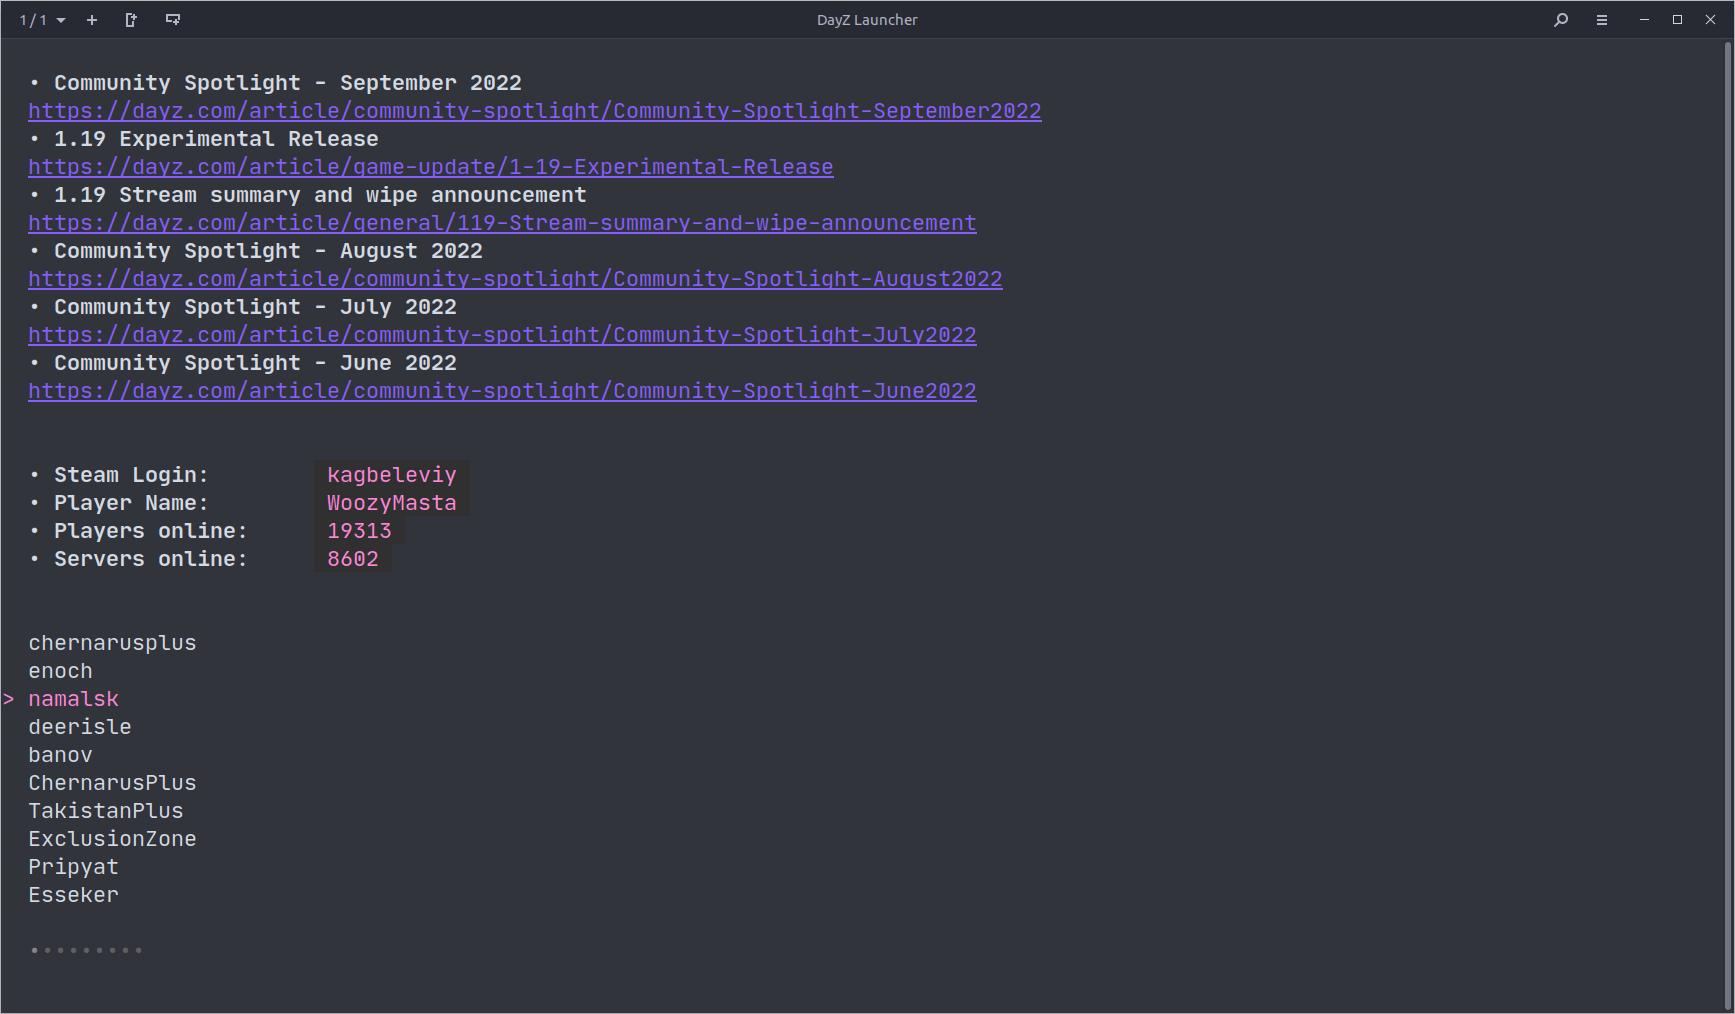 1 / 1
DayZ Launcher
• Community Spotlight - September 2022
https://dayz.com/article/community-spotlight/Community-Spotlight-September2022
• 1.19 Experimental Release
https://dayz.com/article/game-update/1-19-Experimental-Release
• 1.19 Stream summary and wipe announcement
https://dayz.com/article/general/119-Stream-summary-and-wipe-announcement
• Community Spotlight - August 2022
https://dayz.com/article/community-spotlight/Community-Spotlight-August2022
• Community Spotlight - July 2022
https://dayz.com/article/community-spotlight/Community-Spotlight-July2022
• Community Spotlight - June 2022
https://dayz.com/article/community-spotlight/Community-Spotlight-June2022
• Steam Login: kagbeleviy
• Player Name: WoozyMasta
• Players online: 19313
• Servers online: 8602
chernarusplus
enoch
> namalsk
deerisle
banov
ChernarusPlus
TakistanPlus
ExclusionZone
Pripyat
Esseker